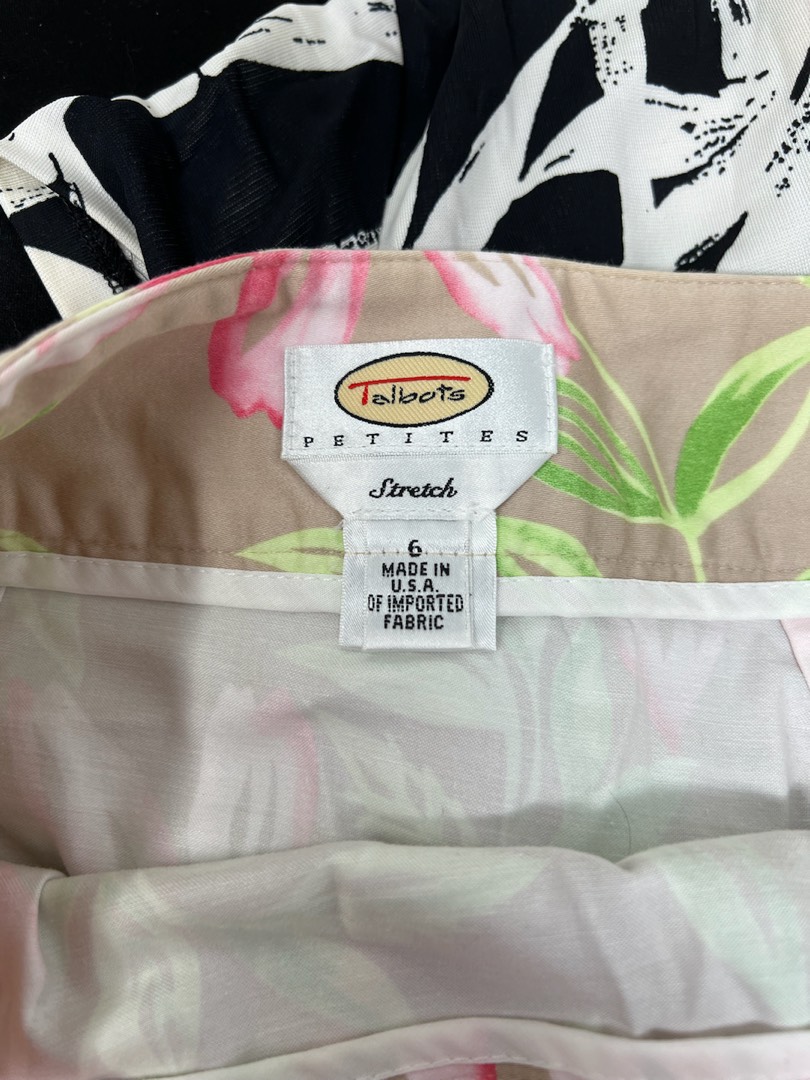 Talbots
PETITES
Stretch
6
MADE IN
U.S.A.
OF IMPORTED
FABRIC